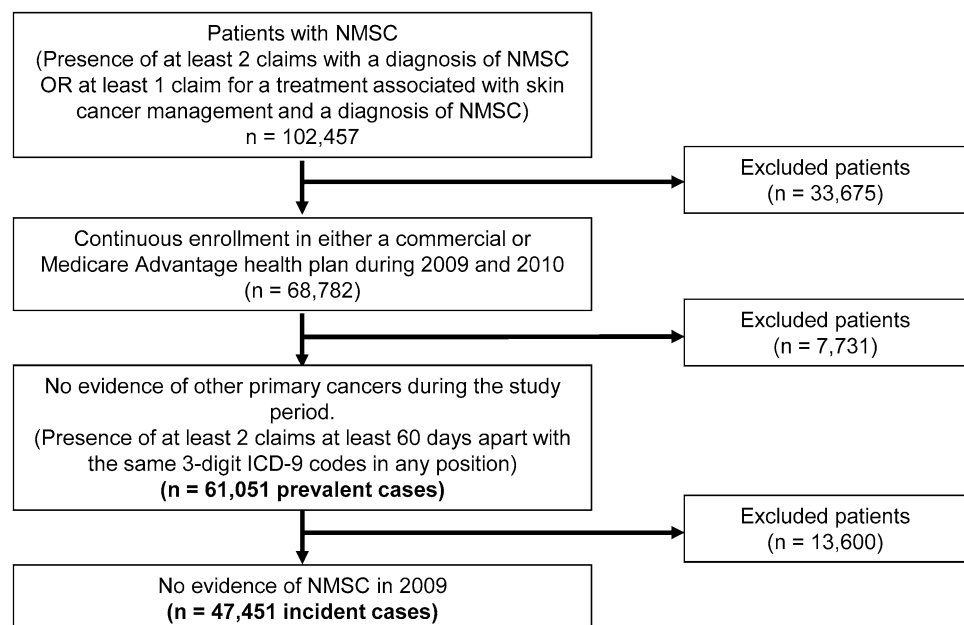 Patients with NMSC
(Presence of at least 2 claims with a diagnosis of NMSC
OR at least 1 claim for a treatment associated with skin
cancer management and a diagnosis of NMSC)
n = 102,457
Excluded patients
(n = 33,675)
Continuous enrollment in either a commercial or
Medicare Advantage health plan during 2009 and 2010
(n = 68,782)
Excluded patients
(n = 7,731)
No evidence of other primary cancers during the study
period.
(Presence of at least 2 claims at least 60 days apart with
the same 3-digit ICD-9 codes in any position)
(n = 61,051 prevalent cases)
Excluded patients
(n = 13,600)
No evidence of NMSC in 2009
(n = 47,451 incident cases)